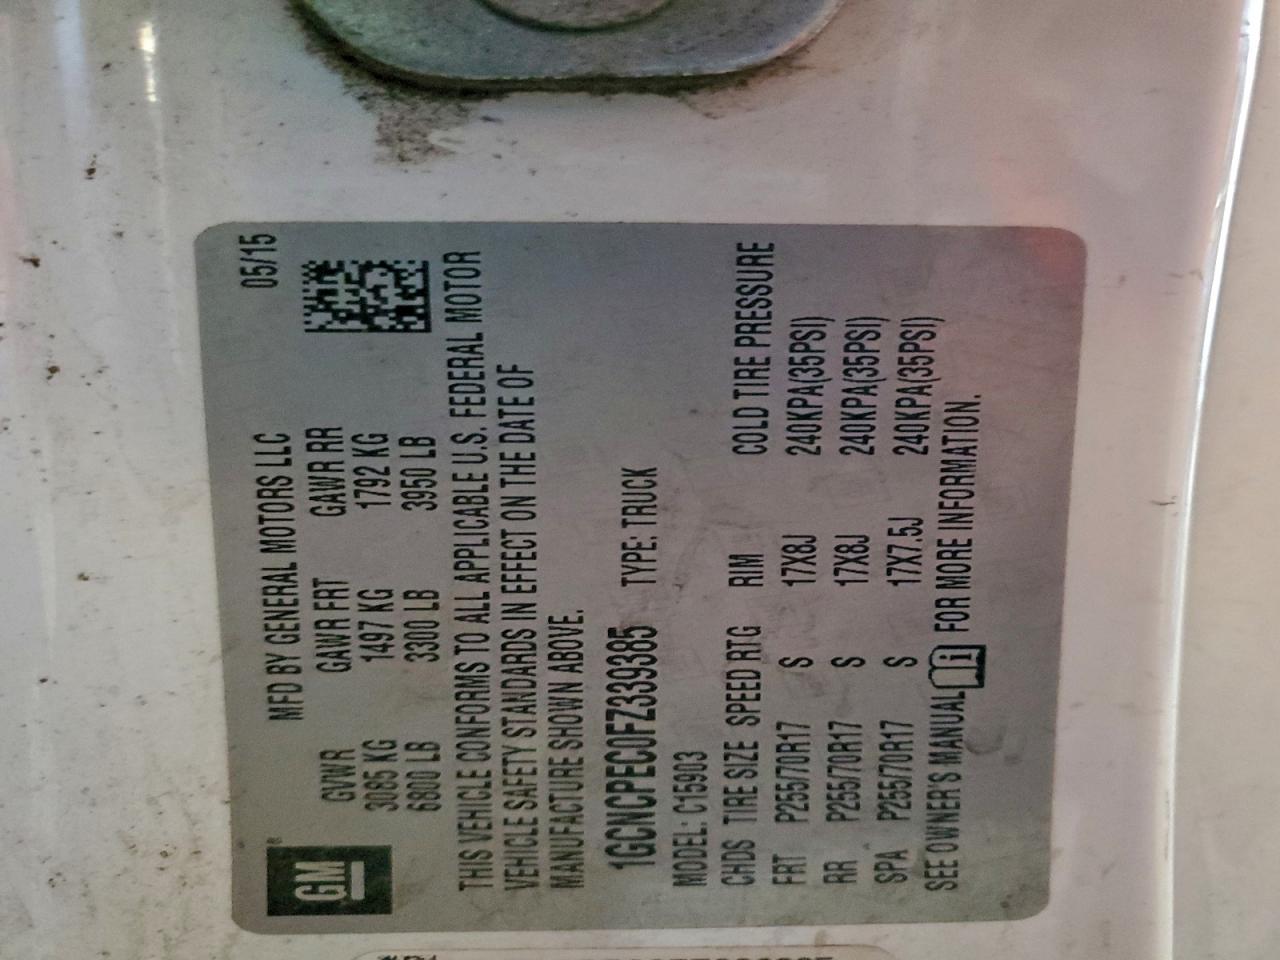 GM®
MFD BY GENERAL MOTORS LLC 05/15
GVWR GAWR FRT GAWR RR
3085 KG 1497 KG 1792 KG
6800 LB 3300 LB 3950 LB
THIS VEHICLE CONFORMS TO ALL APPLICABLE U.S. FEDERAL MOTOR
VEHICLE SAFETY STANDARDS IN EFFECT ON THE DATE OF
MANUFACTURE SHOWN ABOVE.
1GCNCPEC0FZ339385 TYPE: TRUCK
MODEL: C15903
CHDS TIRE SIZE SPEED RTG RIM COLD TIRE PRESSURE
FRT P255/70R17 S 17X8J 240KPA(35PSI)
RR P255/70R17 S 17X8J 240KPA(35PSI)
SPA P255/70R17 S 17X7.5J 240KPA(35PSI)
SEE OWNER'S MANUAL i FOR MORE INFORMATION.